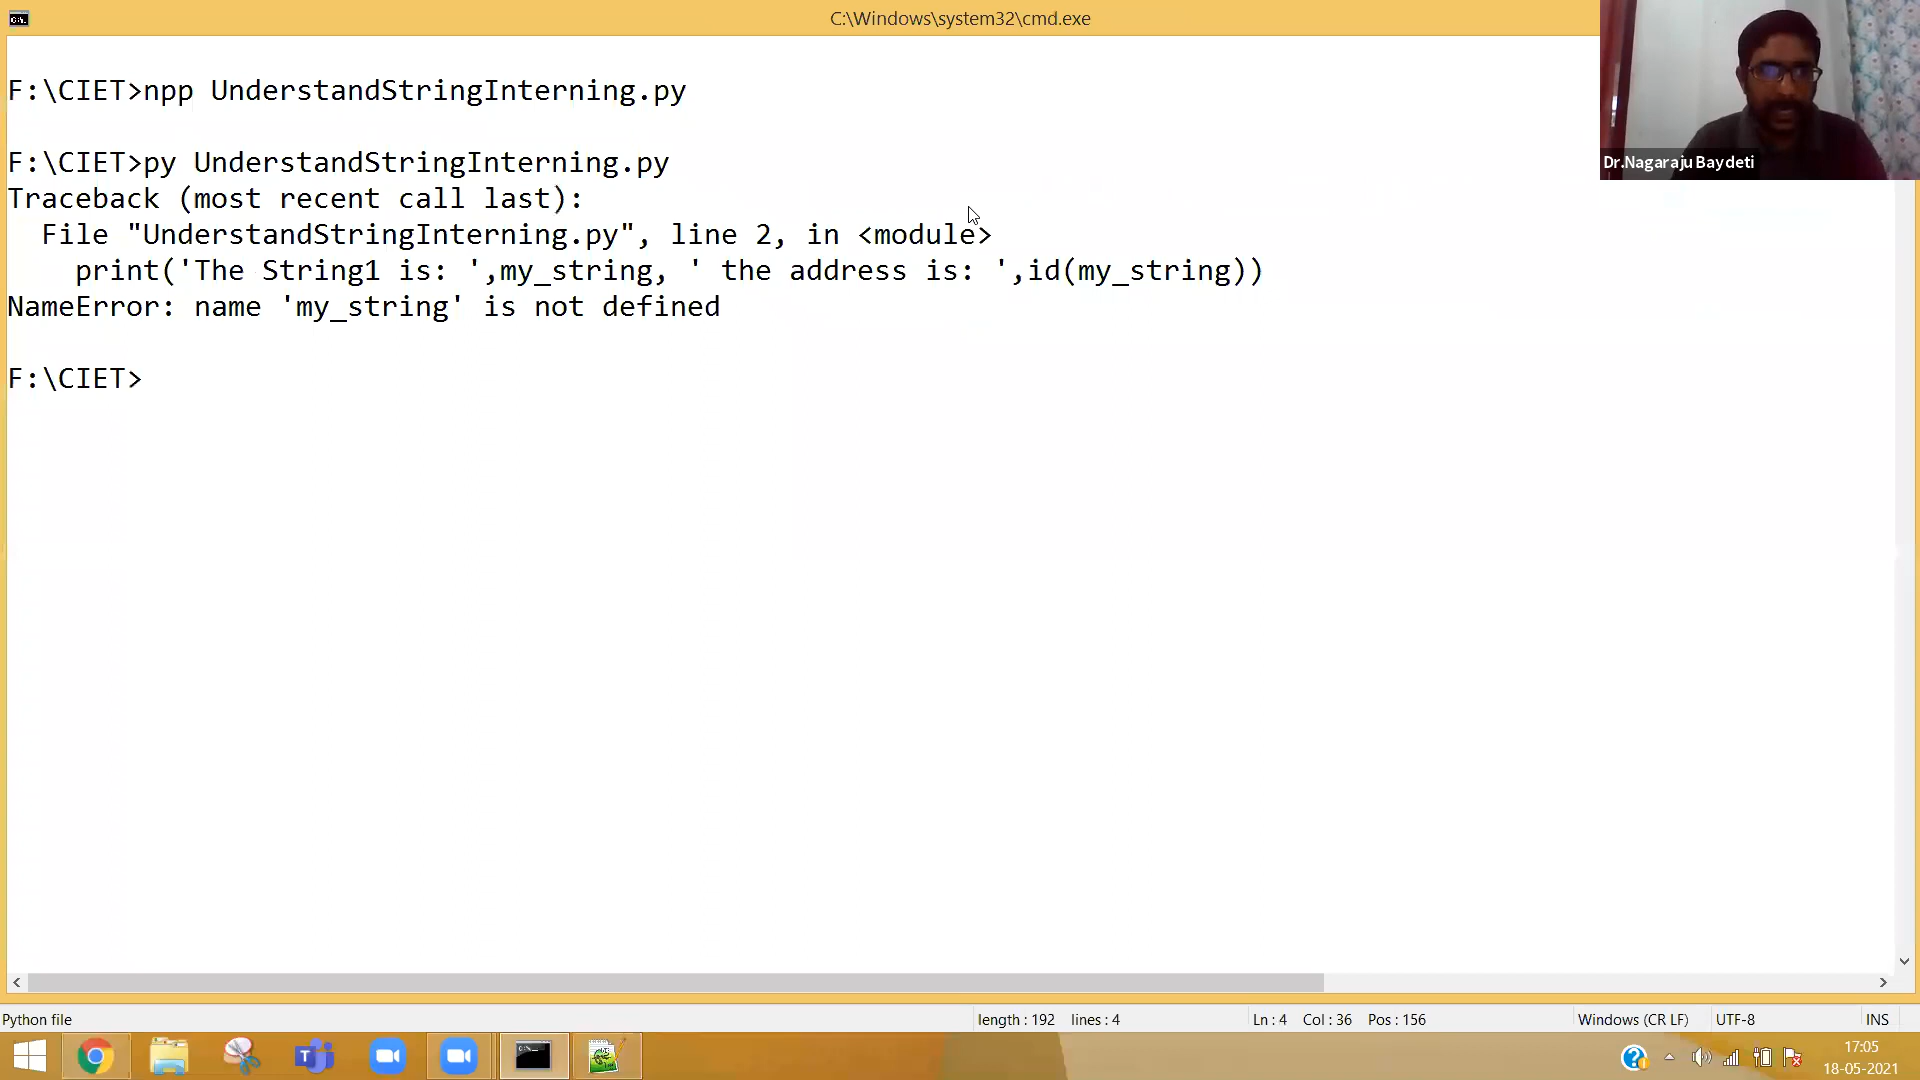 C:\Windows\system32\cmd.exe
F:\CIET>npp UnderstandStringInterning.py
Dr.Nagaraju Baydeti
F:\CIET>py UnderstandStringInterning.py
Traceback (most recent call last):
File "UnderstandStringInterning.py", line 2, in <module>
print('The String1 is: ',my_string, ' the address is: ',id(my_string))
NameError: name 'my_string' is not defined
F:\CIET>
Python file length : 192 lines : 4 Ln : 4 Col : 36 Pos : 156 Windows (CR LF) UTF-8 INS
17:05
18-05-2021